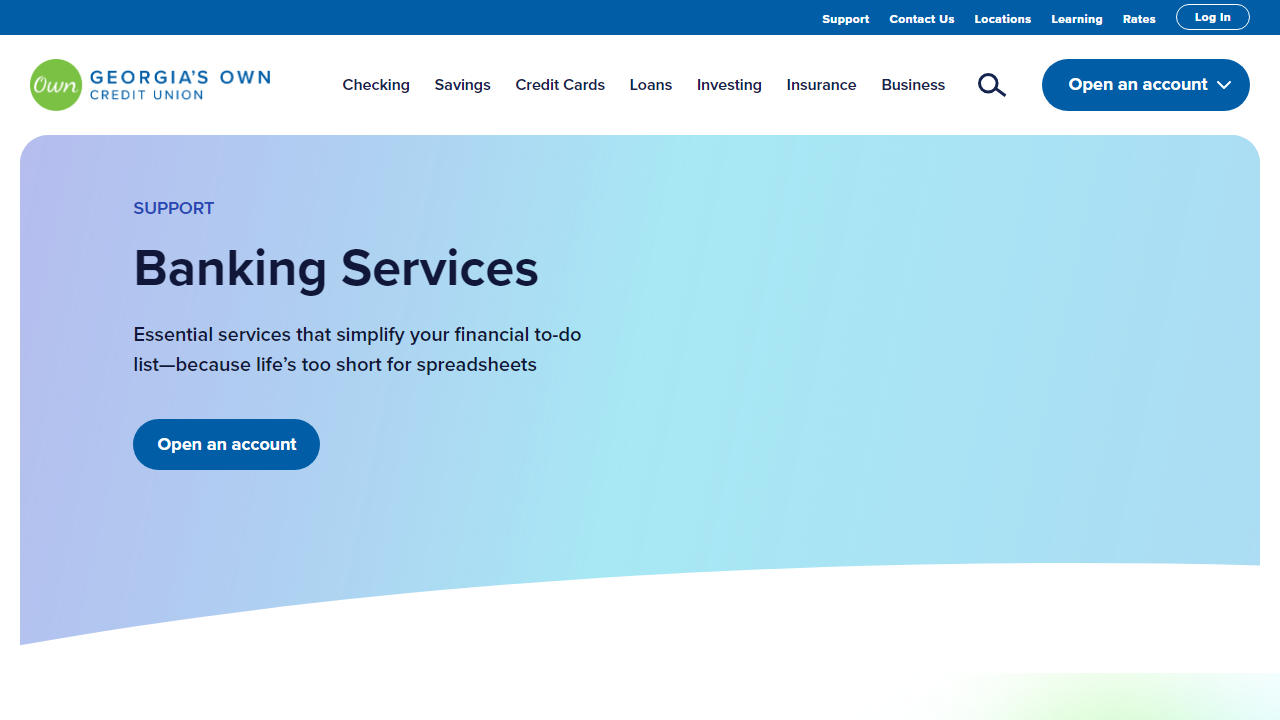 Support Contact Us Locations Learning Rates Log In
Own GEORGIA'S OWN
CREDIT UNION
Checking Savings Credit Cards Loans Investing Insurance Business Open an account
SUPPORT
Banking Services
Essential services that simplify your financial to-do
list—because life’s too short for spreadsheets
Open an account